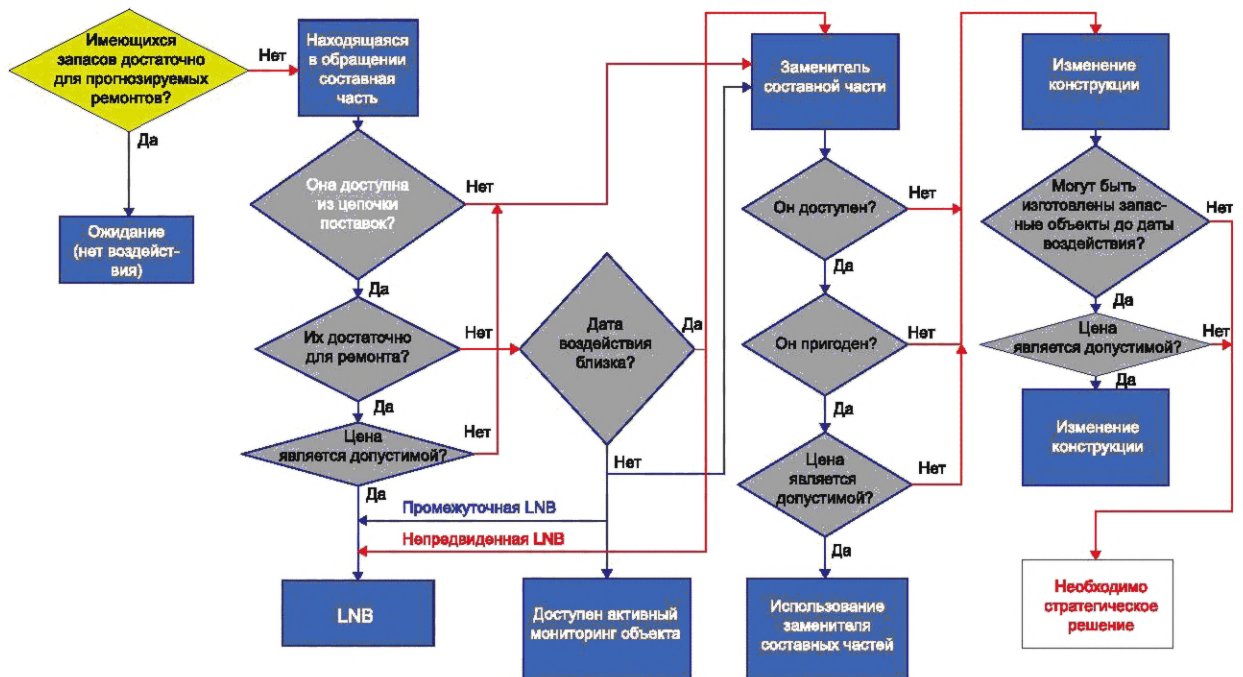 Имеющихся
запасов достаточно
для прогнозируемых
ремонтов?
Нет
Да
Ожидание
(нет воздейст-
вия)
Находящаяся
в обращении
составная
часть
Она доступна
из цепочки
поставок?
Нет
Да
Их достаточно
для ремонта?
Нет
Да
Цена
является допустимой?
Нет
Да
Промежуточная LNB
Непредвиденная LNB
LNB
Дата
воздействия
близка?
Да
Нет
Доступен активный
мониторинг объекта
Заменитель
составной части
Он доступен?
Нет
Да
Он пригоден?
Нет
Да
Цена
является
допустимой?
Нет
Да
Использование
заменителя
составных частей
Изменение
конструкции
Могут быть
изготовлены запас-
ные объекты до даты
воздействия?
Нет
Да
Цена
является допустимой?
Нет
Да
Изменение
конструкции
Необходимо
стратегическое
решение